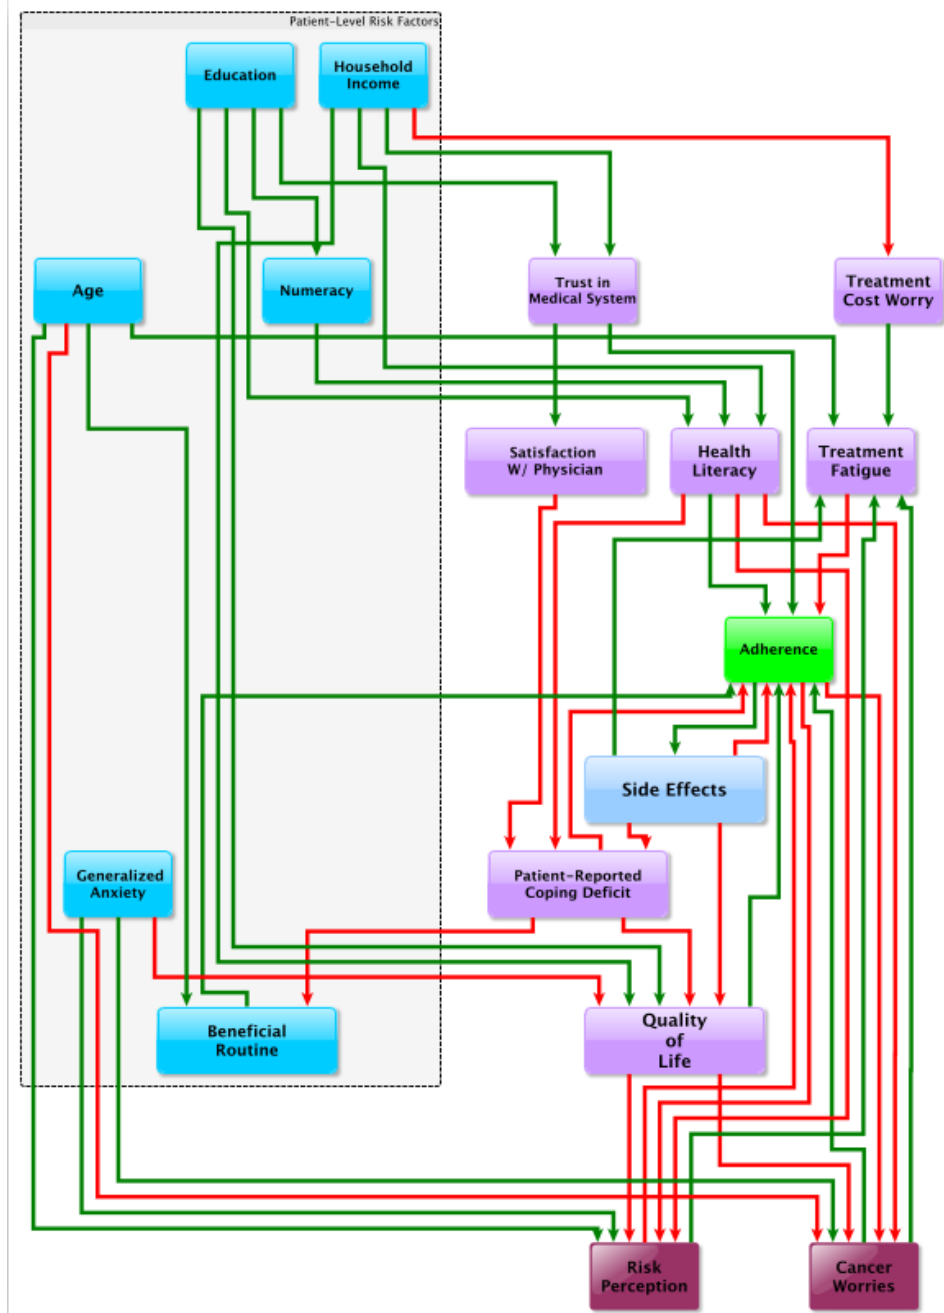 Patient-Level Risk Factors
Education
Household
Income
Age
Numeracy
Trust in
Medical System
Treatment
Cost Worry
Satisfaction
W/ Physician
Health
Literacy
Treatment
Fatigue
Adherence
Side Effects
Generalized
Anxiety
Patient-Reported
Coping Deficit
Beneficial
Routine
Quality
of
Life
Risk
Perception
Cancer
Worries